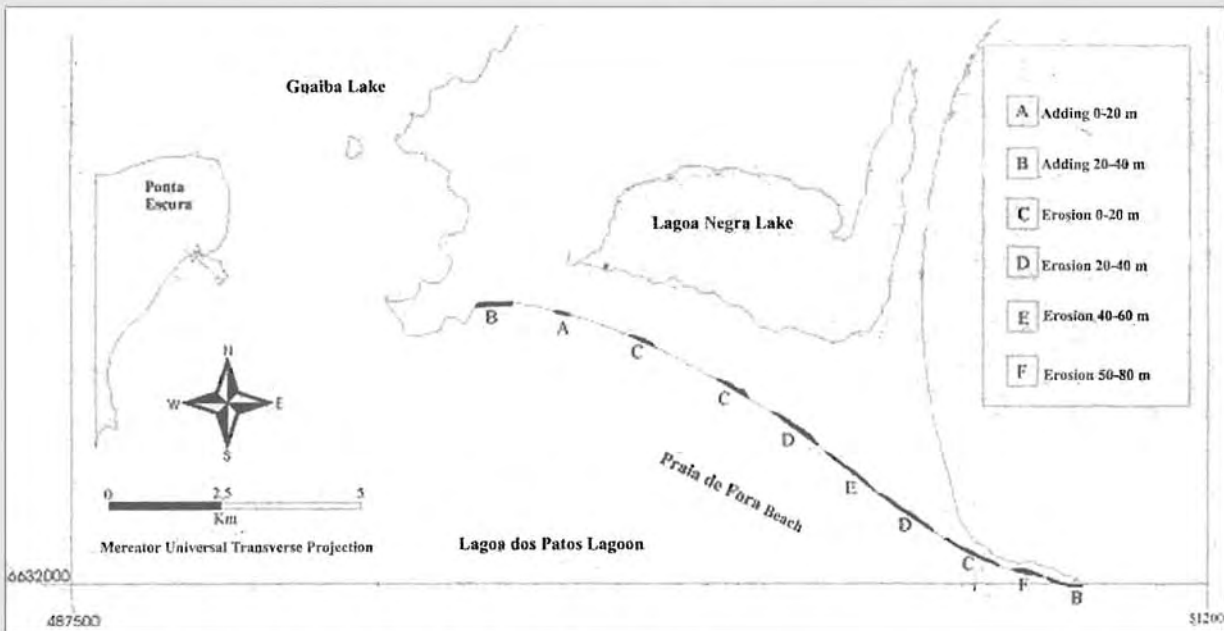 Guaiba Lake
Ponta
Escura
Lagoa Negra Lake
A Adding 0-20 m
B Adding 20-40 m
C Erosion 0-20 m
D Erosion 20-40 m
E Erosion 40-60 m
F Erosion 50-80 m
B
A
C
C
D
E
D
C
F
B
N
W
E
S
0
2.5
5
Km
Praia de Fora Beach
Mercator Universal Transverse Projection
Lagoa dos Patos Lagoon
6632000
487500